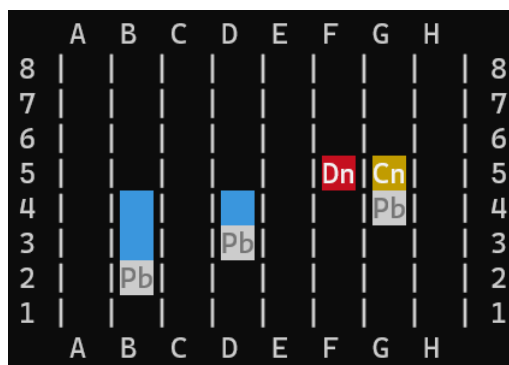 A B C D E F G H
8 | | | | | | | | | 8
7 | | | | | | | | | 7
6 | | | | | | | | | 6
5 | | | | | |Dn|Cn| | 5
4 | | | | | | |Pb| | 4
3 | | | |Pb| | | | | 3
2 | |Pb| | | | | | | 2
1 | | | | | | | | | 1
A B C D E F G H